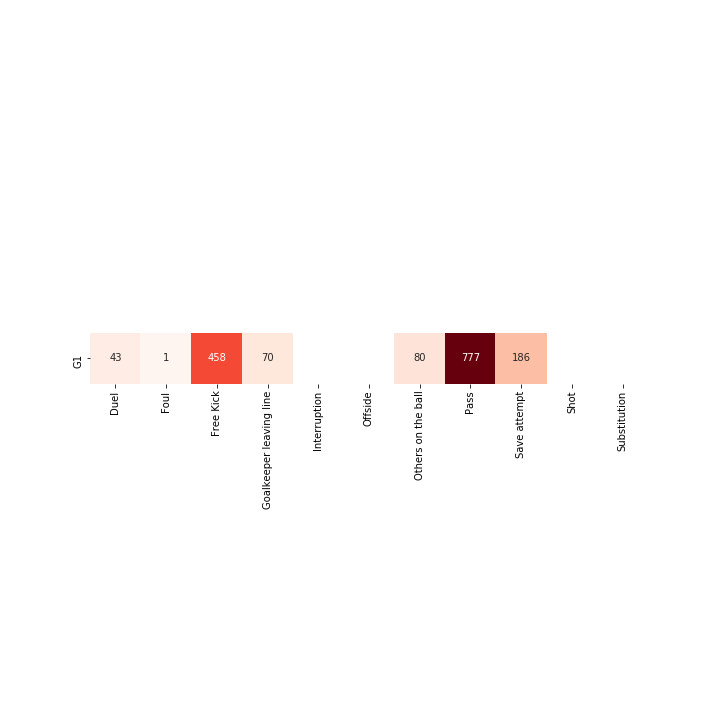 G1
43 1 458 70 80 777 186
Duel
Foul
Free Kick
Goalkeeper leaving line
Interruption
Offside
Others on the ball
Pass
Save attempt
Shot
Substitution